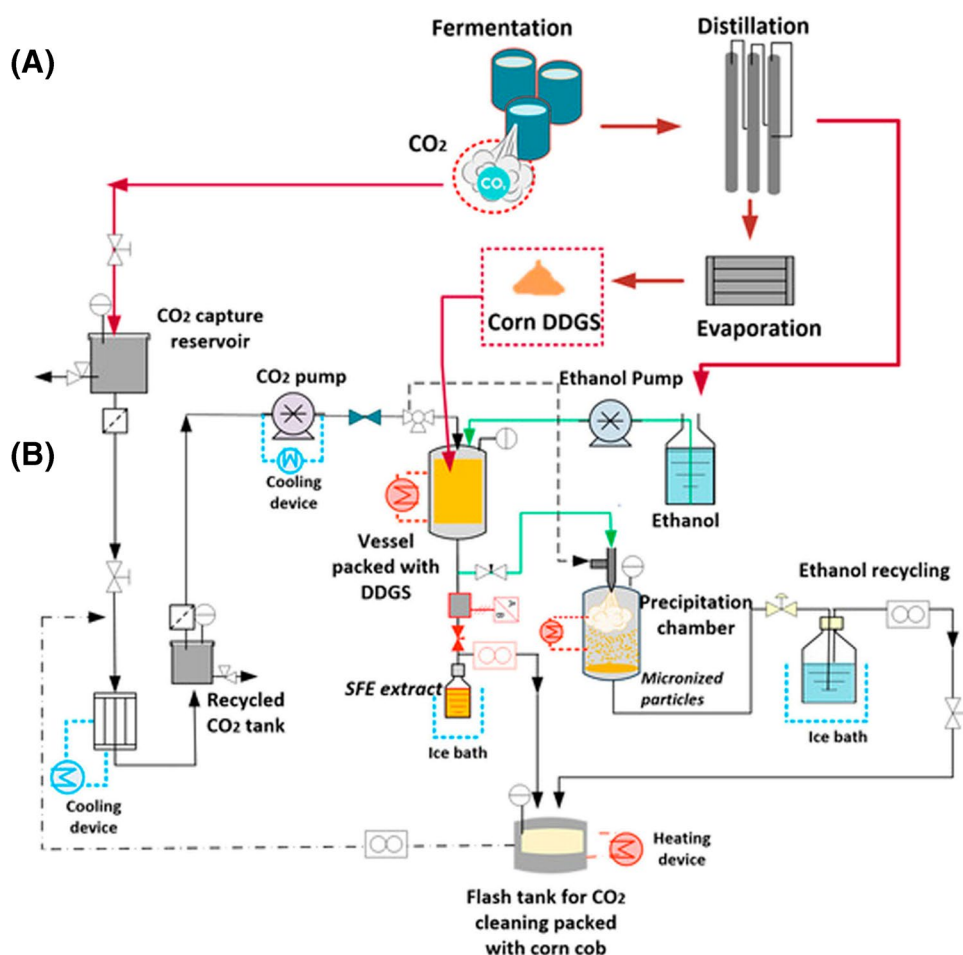 (A)
Fermentation
Distillation
CO2
CO2
Evaporation
Corn DDGS
CO2 capture
reservoir
CO2 pump
Ethanol Pump
(B)
M
Cooling
device
M
Ethanol
Vessel
packed with
DDGS
A
B
Precipitation
chamber
M
Ethanol recycling
SFE extract
Micronized
particles
Recycled
CO2 tank
Ice bath
Ice bath
M
Cooling
device
M
Heating
device
Flash tank for CO2
cleaning packed
with corn cob